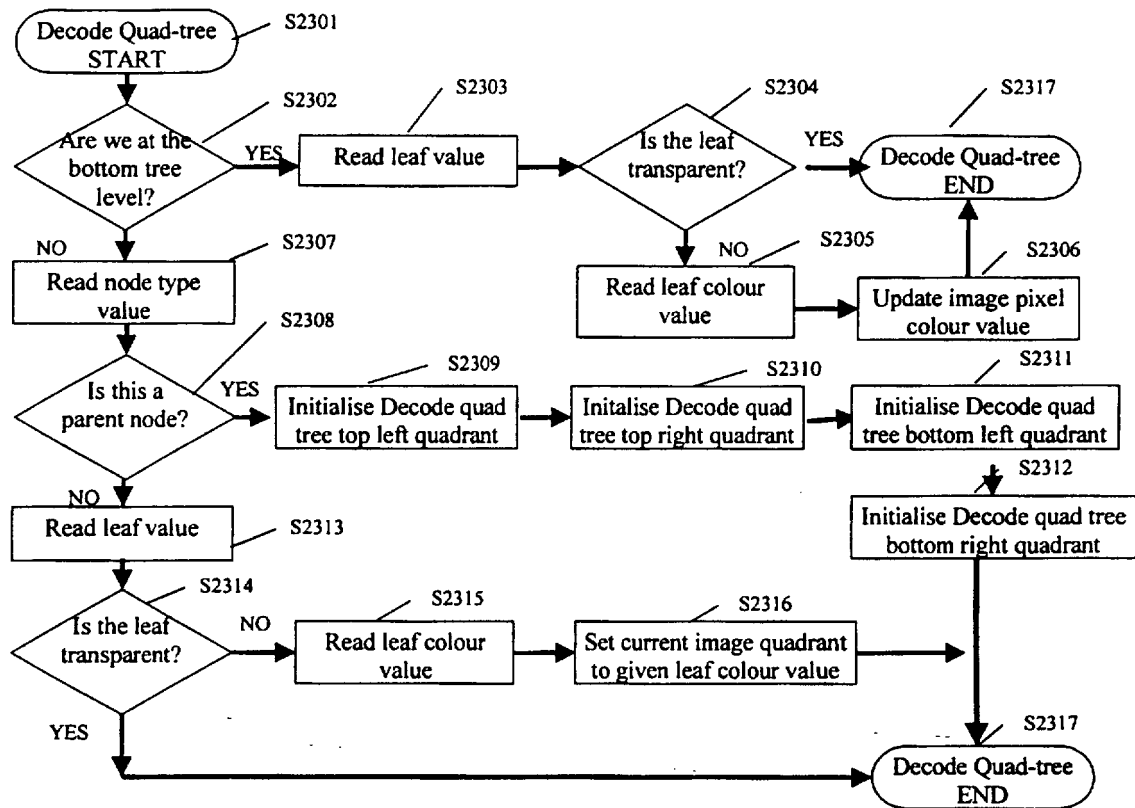 Decode Quad-tree
START
S2301
S2302
S2303
S2304
S2317
Are we at the
bottom tree
level?
YES
Read leaf value
Is the leaf
transparent?
YES
Decode Quad-tree
END
NO
S2307
NO
S2305
S2306
Read node type
value
Read leaf colour
value
Update image pixel
colour value
S2308
S2309
S2310
S2311
Is this a
parent node?
YES
Initialise Decode quad
tree top left quadrant
Initalise Decode quad
tree top right quadrant
Initialise Decode quad
tree bottom left quadrant
S2312
NO
Read leaf value
S2313
Initialise Decode quad tree
bottom right quadrant
S2314
S2315
S2316
Is the leaf
transparent?
NO
Read leaf colour
value
Set current image quadrant
to given leaf colour value
YES
S2317
Decode Quad-tree
END